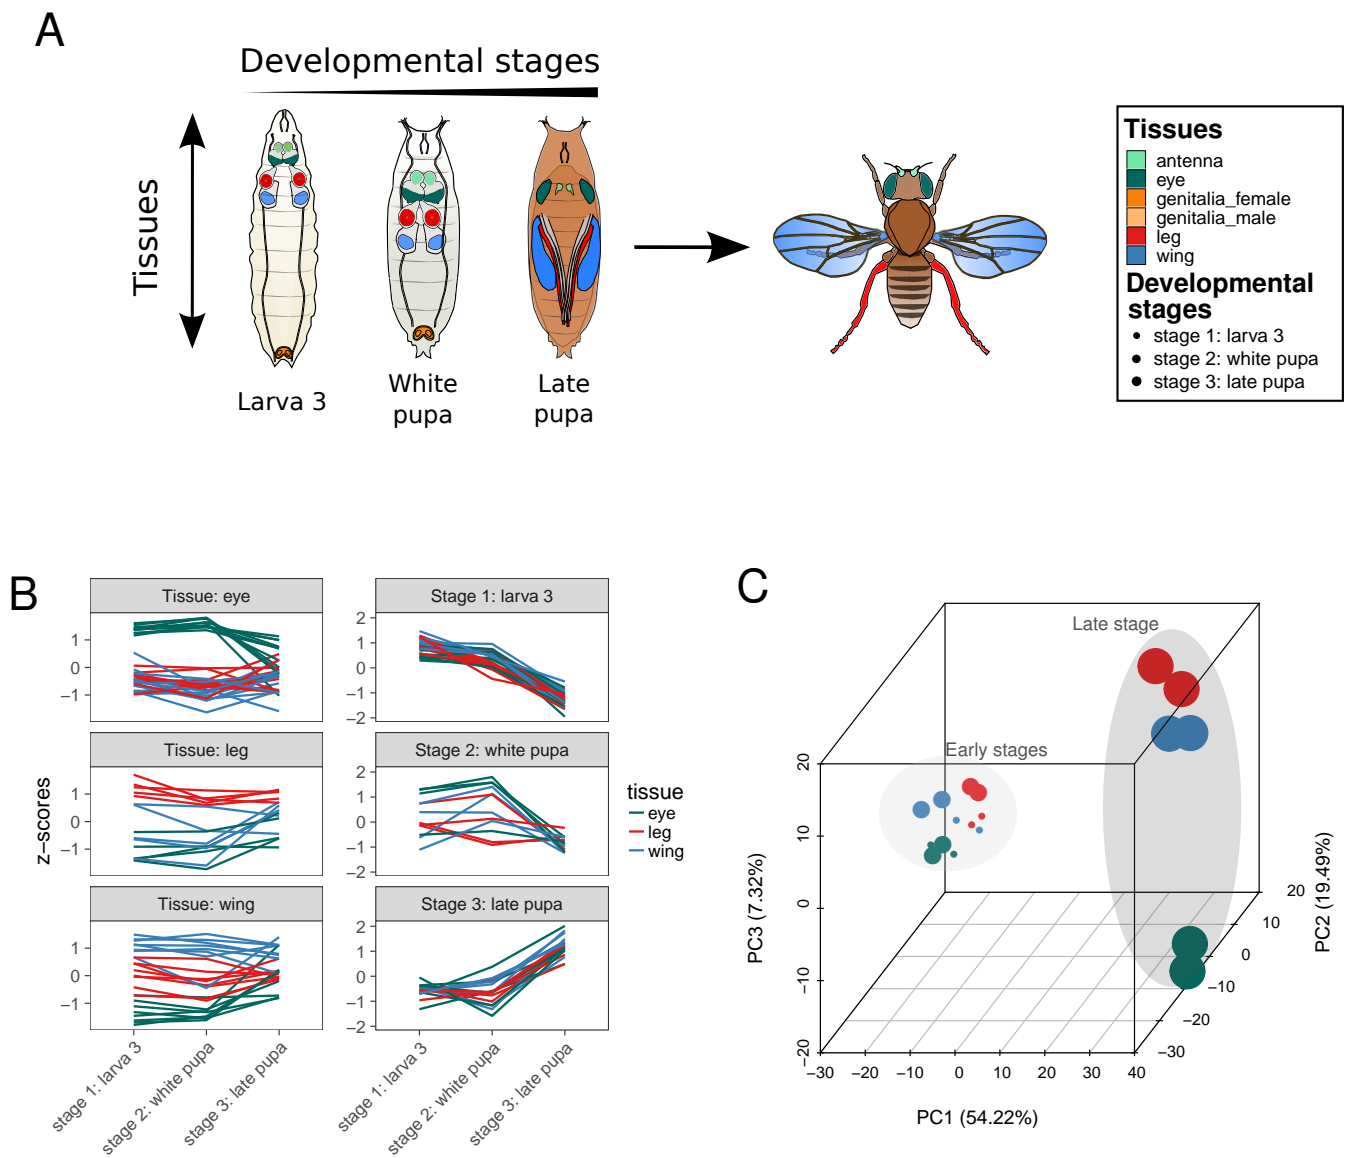 A
Developmental stages
Tissues
Larva 3
White
pupa
Late
pupa
Tissues
antenna
eye
genitalia_female
genitalia_male
leg
wing
Developmental
stages
stage 1: larva 3
stage 2: white pupa
stage 3: late pupa
B
z−scores
Tissue: eye
1
0
−1
Stage 1: larva 3
2
1
0
−1
−2
Tissue: leg
1
0
−1
Stage 2: white pupa
2
1
0
−1
−2
Tissue: wing
1
0
−1
Stage 3: late pupa
2
1
0
−1
−2
stage 1: larva 3
stage 2: white pupa
stage 3: late pupa
stage 1: larva 3
stage 2: white pupa
stage 3: late pupa
tissue
eye
leg
wing
C
Late stage
Early stages
PC3 (7.32%)
20
10
0
−10
−20
−30
−20
−10
0
10
20
30
40
PC1 (54.22%)
20
10
0
−10
−20
−30
PC2 (19.49%)